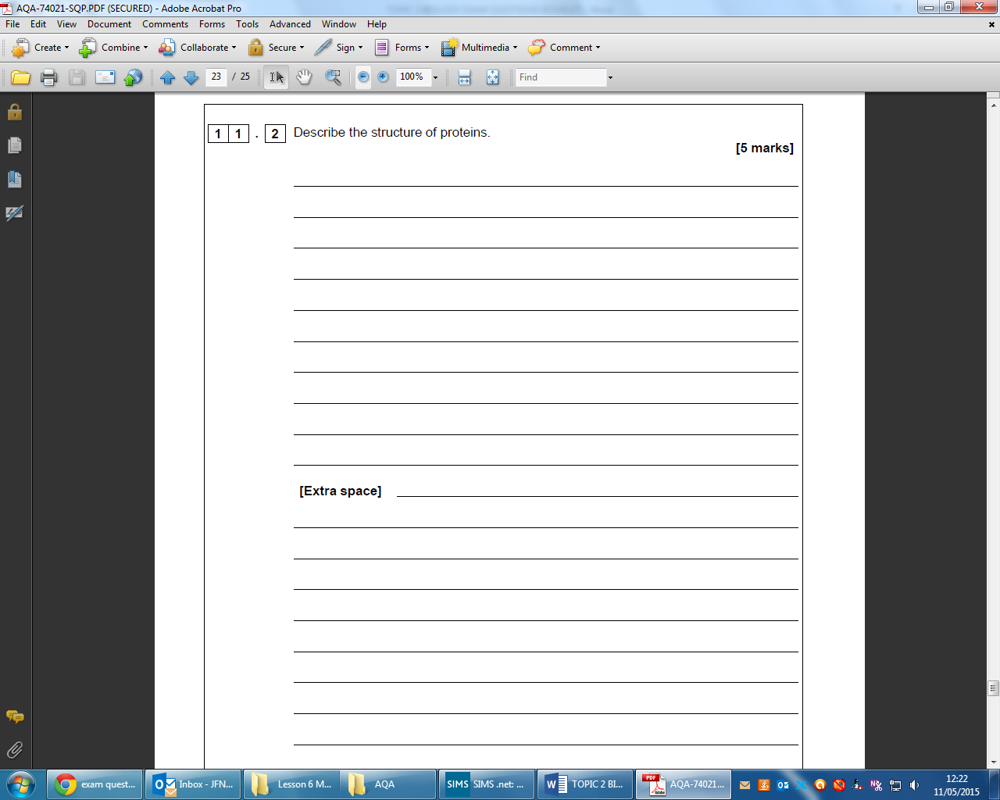 AQA-74021-SQP.PDF (SECURED) - Adobe Acrobat Pro
File Edit View Document Comments Forms Tools Advanced Window Help
Create Combine Collaborate Secure Sign Forms Multimedia Comment
23 / 25 100% Find
1 1 . 2 Describe the structure of proteins.
[5 marks]
[Extra space]
exam quest... Inbox - JFN... Lesson 6 M... AQA SIMS SIMS .net: ... TOPIC 2 BI... AQA-74021... 12:22
11/05/2015